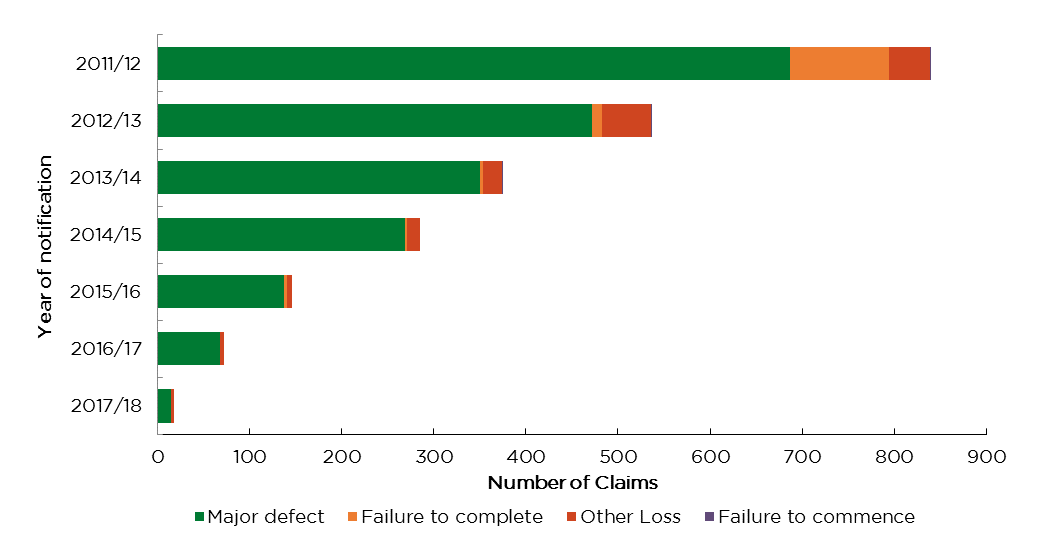 2011/12
2012/13
2013/14
2014/15
2015/16
2016/17
2017/18
Year of notification
0 100 200 300 400 500 600 700 800 900
Number of Claims
Major defect Failure to complete Other Loss Failure to commence